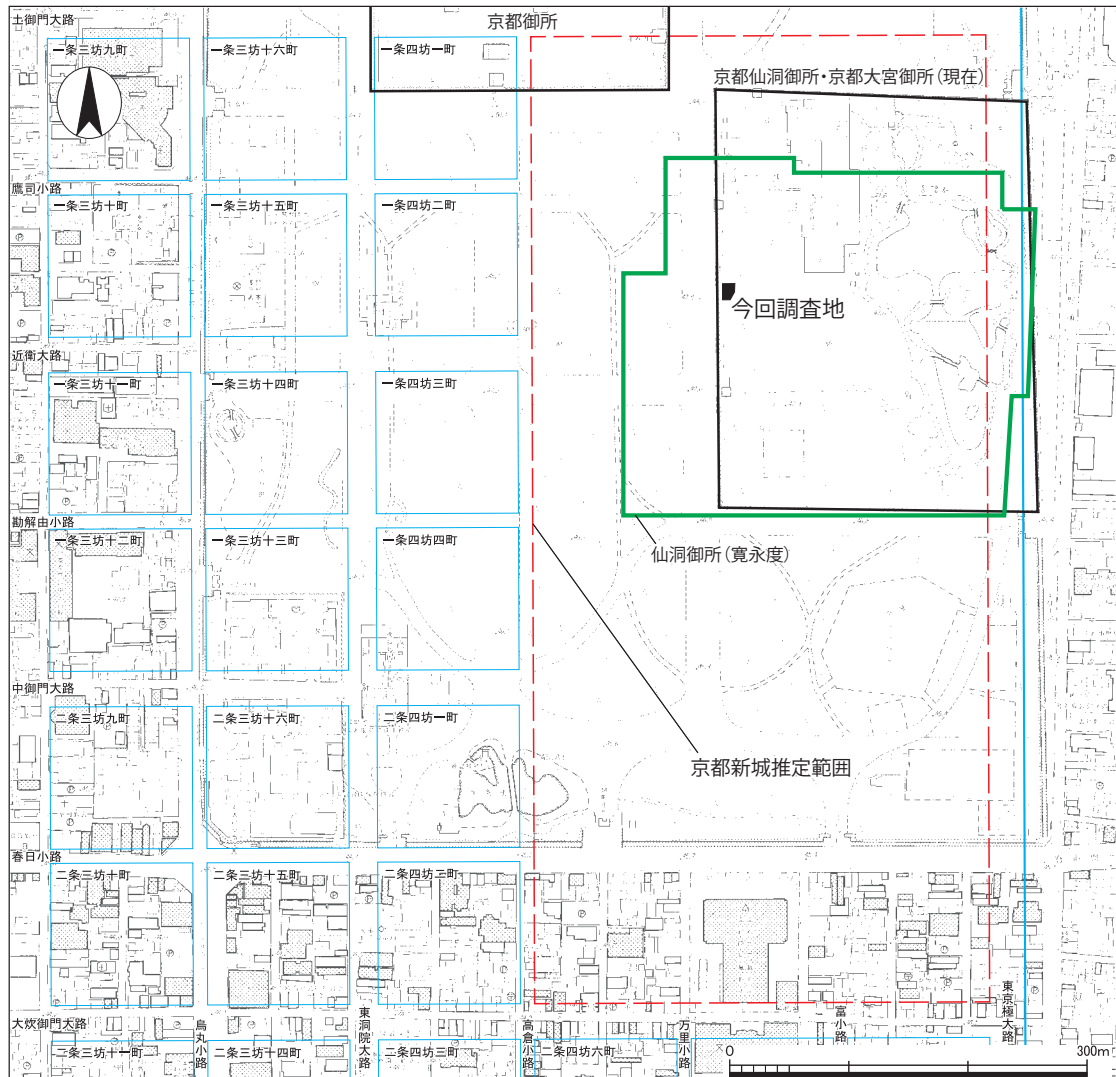 土御門大路
京都御所
一条三坊九町
一条三坊十六町
一条四坊一町
京都仙洞御所・京都大宮御所（現在）
鷹司小路
一条三坊十町
一条三坊十五町
一条四坊二町
今回調査地
近衛大路
一条三坊十一町
一条三坊十四町
一条四坊三町
勘解由小路
一条三坊十二町
一条三坊十三町
一条四坊四町
仙洞御所（寛永度）
中御門大路
二条三坊九町
二条三坊十六町
二条四坊一町
京都新城推定範囲
春日小路
二条三坊十町
二条三坊十五町
二条四坊二町
大炊御門大路
烏丸小路
東洞院大路
高倉小路
万里小路
富小路
東京極大路
二条三坊十一町
二条三坊十四町
二条四坊三町
二条四坊六町
0
300m